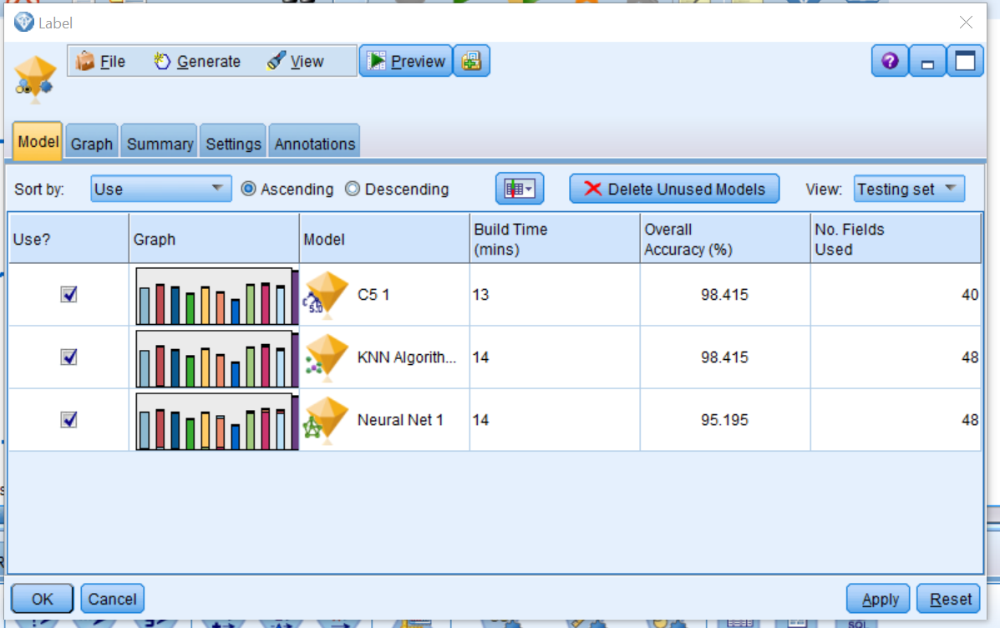 Label
File Generate View Preview
Model Graph Summary Settings Annotations
Sort by: Use Ascending Descending Delete Unused Models View: Testing set
Use? Graph Model Build Time (mins) Overall Accuracy (%) No. Fields Used
C5 1 13 98.415 40
KNN Algorith... 14 98.415 48
Neural Net 1 14 95.195 48
OK Cancel Apply Reset
SQL